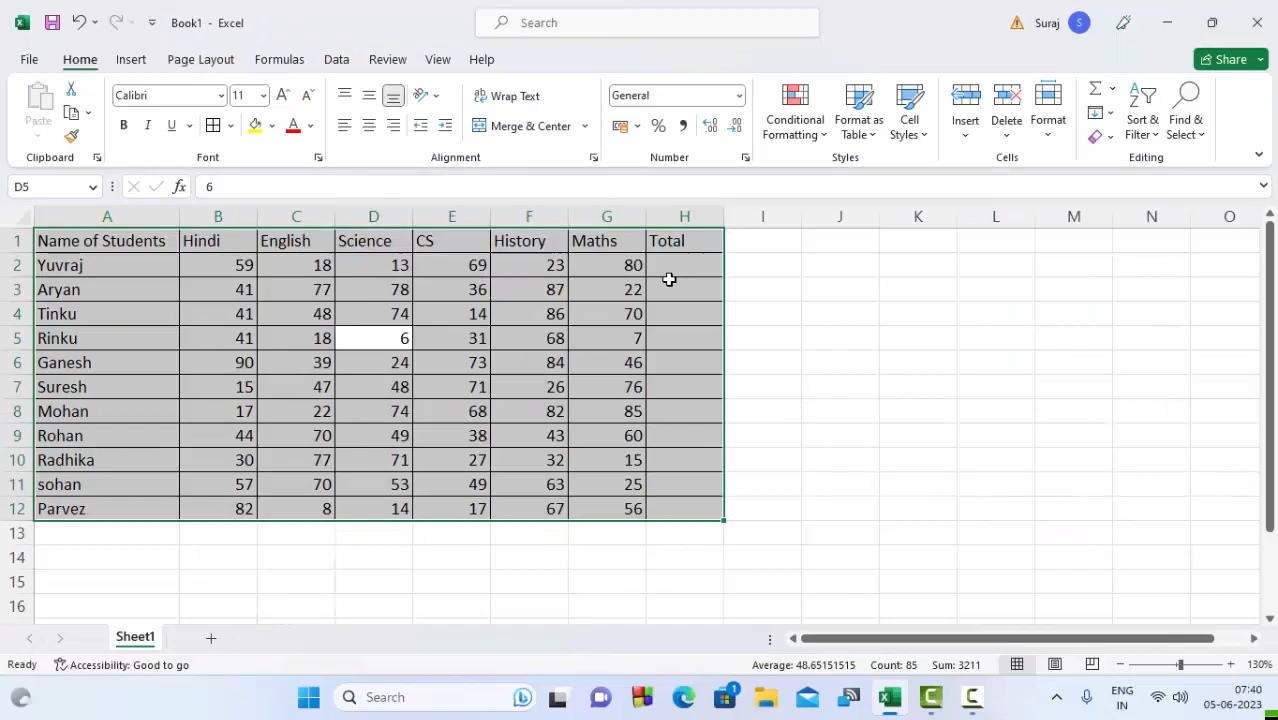 Book1 - Excel
Search
Suraj
S
File Home Insert Page Layout Formulas Data Review View Help
Share
Paste
Calibri 11
B I U
Wrap Text
Merge & Center
General
Conditional Formatting
Format as Table
Cell Styles
Insert
Delete
Format
Sort & Filter
Find & Select
Clipboard Font Alignment Number Styles Cells Editing
D5 fx 6
A B C D E F G H I J K L M N O
1 Name of Students Hindi English Science CS History Maths Total
2 Yuvraj 59 18 13 69 23 80
3 Aryan 41 77 78 36 87 22
4 Tinku 41 48 74 14 86 70
5 Rinku 41 18 6 31 68 7
6 Ganesh 90 39 24 73 84 46
7 Suresh 15 47 48 71 26 76
8 Mohan 17 22 74 68 82 85
9 Rohan 44 70 49 38 43 60
10 Radhika 30 77 71 27 32 15
11 sohan 57 70 53 49 63 25
12 Parvez 82 8 14 17 67 56
13
14
15
16
Sheet1
Ready Accessibility: Good to go Average: 48.65151515 Count: 85 Sum: 3211 130%
Search 1 ENG IN 07:40 05-06-2023